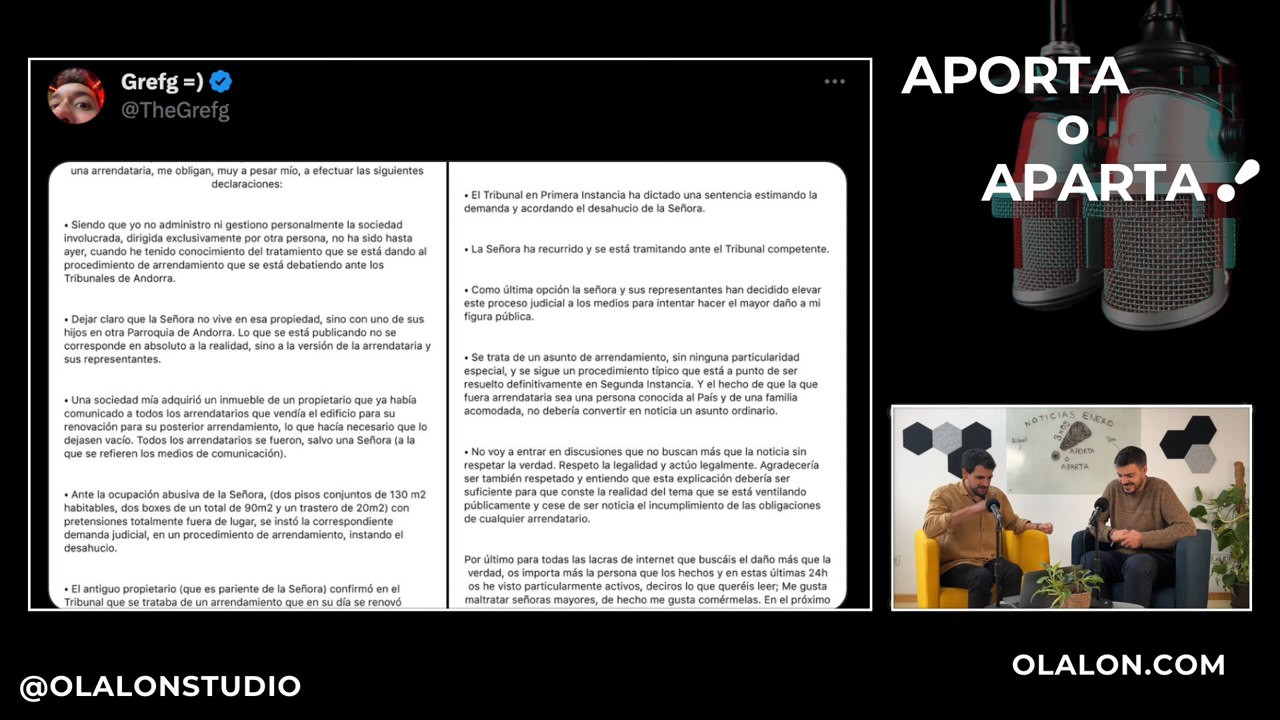 Grefg =)
@TheGrefg
una arrendataria, me obligan, muy a pesar mío, a efectuar las siguientes
declaraciones:
• Siendo que yo no administro ni gestiono personalmente la sociedad
involucrada, dirigida exclusivamente por otra persona, no ha sido hasta
ayer, cuando he tenido conocimiento del tratamiento que se está dando al
procedimiento de arrendamiento que se está debatiendo ante los
Tribunales de Andorra.
• Dejar claro que la Señora no vive en esa propiedad, sino con uno de sus
hijos en otra Parroquia de Andorra. Lo que se está publicando no se
corresponde en absoluto a la realidad, sino a la versión de la arrendataria y
sus representantes.
• Una sociedad mía adquirió un inmueble de un propietario que ya había
comunicado a todos los arrendatarios que vendía el edificio para su
renovación para su posterior arrendamiento, lo que hacía necesario que lo
dejasen vacío. Todos los arrendatarios se fueron, salvo una Señora (a la
que se refieren los medios de comunicación).
• Ante la ocupación abusiva de la Señora, (dos pisos conjuntos de 130 m2
habitables, dos boxes de un total de 90m2 y un trastero de 20m2) con
pretensiones totalmente fuera de lugar, se instó la correspondiente
demanda judicial, en un procedimiento de arrendamiento, instando el
desahucio.
• El antiguo propietario (que es pariente de la Señora) confirmó en el
Tribunal que se trataba de un arrendamiento que en su día se renovó
• El Tribunal en Primera Instancia ha dictado una sentencia estimando la
demanda y acordando el desahucio de la Señora.
• La Señora ha recurrido y se está tramitando ante el Tribunal competente.
• Como última opción la señora y sus representantes han decidido elevar
este proceso judicial a los medios para intentar hacer el mayor daño a mi
figura pública.
• Se trata de un asunto de arrendamiento, sin ninguna particularidad
especial, y se sigue un procedimiento típico que está a punto de ser
resuelto definitivamente en Segunda Instancia. Y el hecho de que la que
fuera arrendataria sea una persona conocida al País y de una familia
acomodada, no debería convertir en noticia un asunto ordinario.
• No voy a entrar en discusiones que no buscan más que la noticia sin
respetar la verdad. Respeto la legalidad y actúo legalmente. Agradecería
ser también respetado y entiendo que esta explicación debería ser
suficiente para que conste la realidad del tema que se está ventilando
públicamente y cese de ser noticia el incumplimiento de las obligaciones
de cualquier arrendatario.
Por último para todas las lacras de internet que buscáis el daño más que la
verdad, os importa más la persona que los hechos y en estas últimas 24h
os he visto particularmente activos, deciros lo que queréis leer; Me gusta
maltratar señoras mayores, de hecho me gusta comérmelas. En el próximo
APORTA
o
APARTA
NOTICIAS ENERO
APORTA
O
APARTA
@OLALONSTUDIO
OLALON.COM